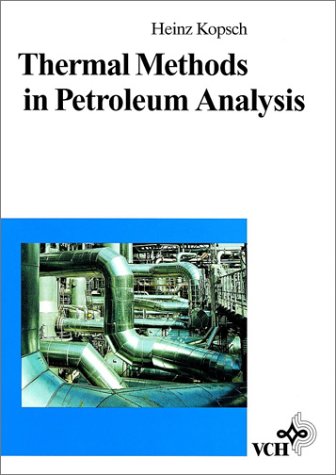 Heinz Kopsch
Thermal Methods
in Petroleum Analysis
VCH